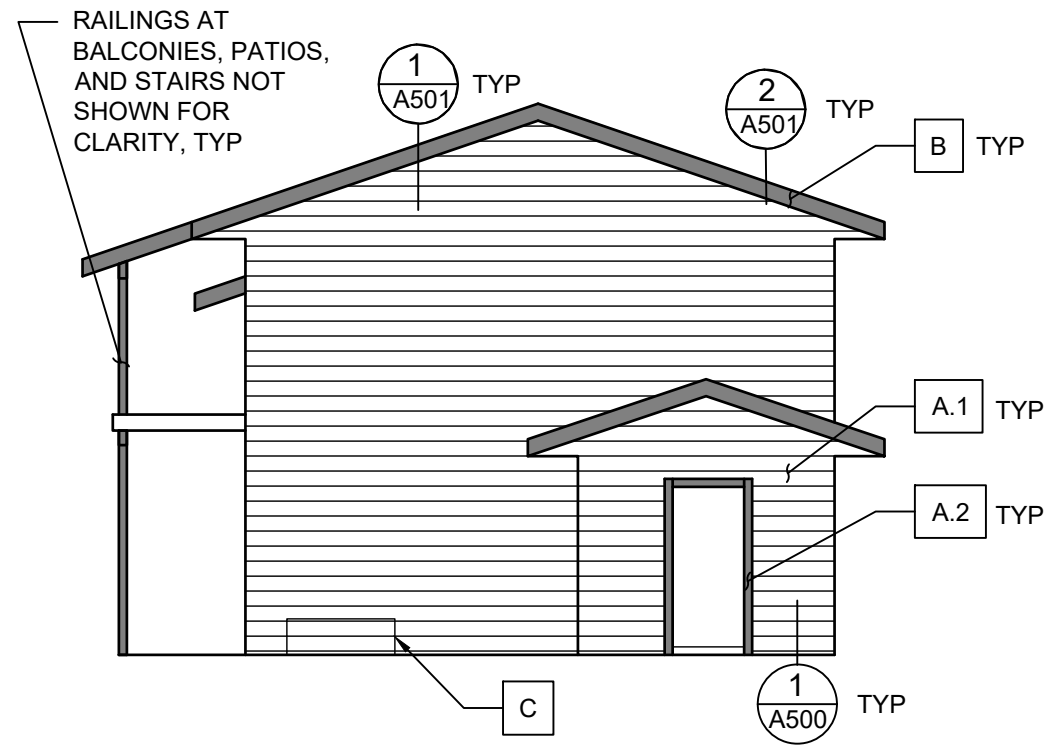 RAILINGS AT
BALCONIES, PATIOS,
AND STAIRS NOT
SHOWN FOR
CLARITY, TYP
1
A501
TYP
2
A501
TYP
B
TYP
A.1
TYP
A.2
TYP
C
1
A500
TYP